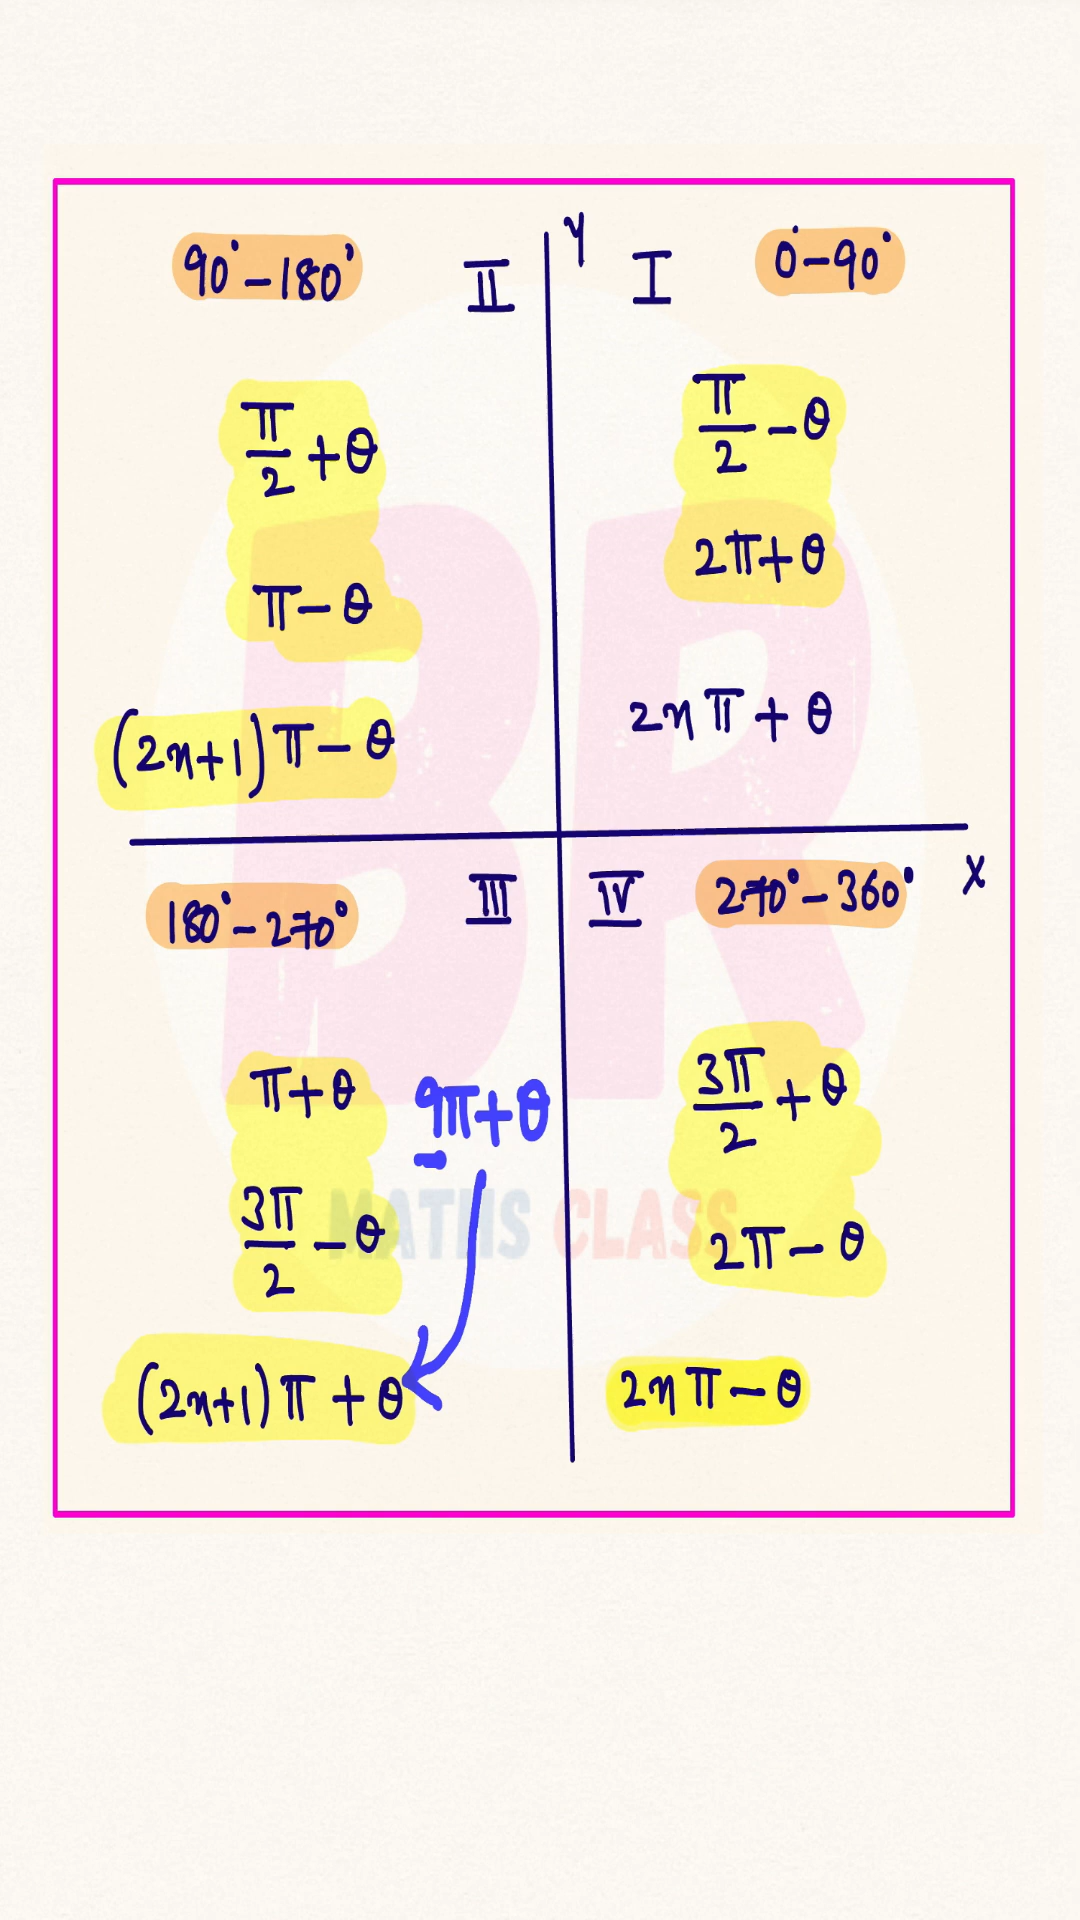 90° - 180°
II
Y
I
0° - 90°
π/2 + θ
π - θ
(2n+1) π - θ
π/2 - θ
2π + θ
2nπ + θ
X
180° - 270°
III
π + θ
9π + θ
3π/2 - θ
(2n+1) π + θ
IV
270° - 360°
3π/2 + θ
2π - θ
2nπ - θ
BR
MATHS CLASS